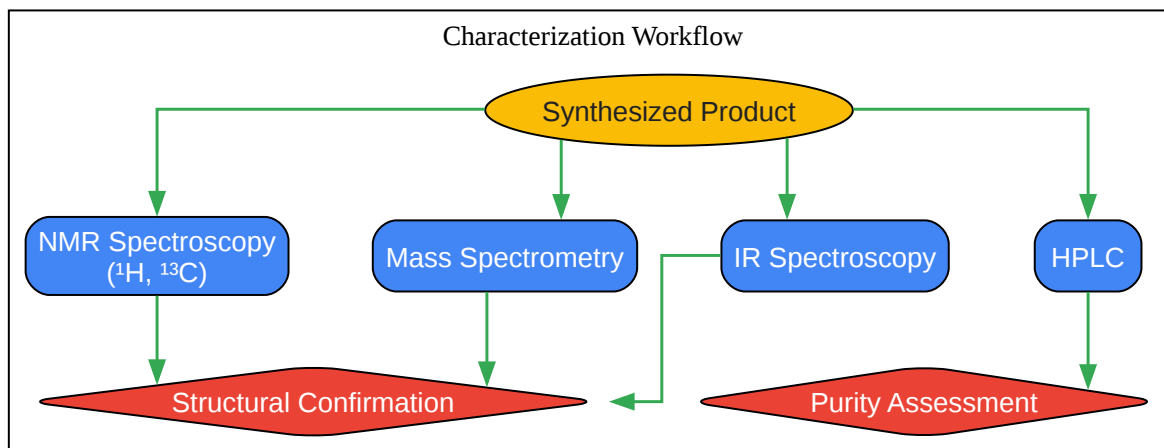 Characterization Workflow
Synthesized Product
NMR Spectroscopy
(¹H, ¹³C)
Mass Spectrometry
IR Spectroscopy
HPLC
Structural Confirmation
Purity Assessment